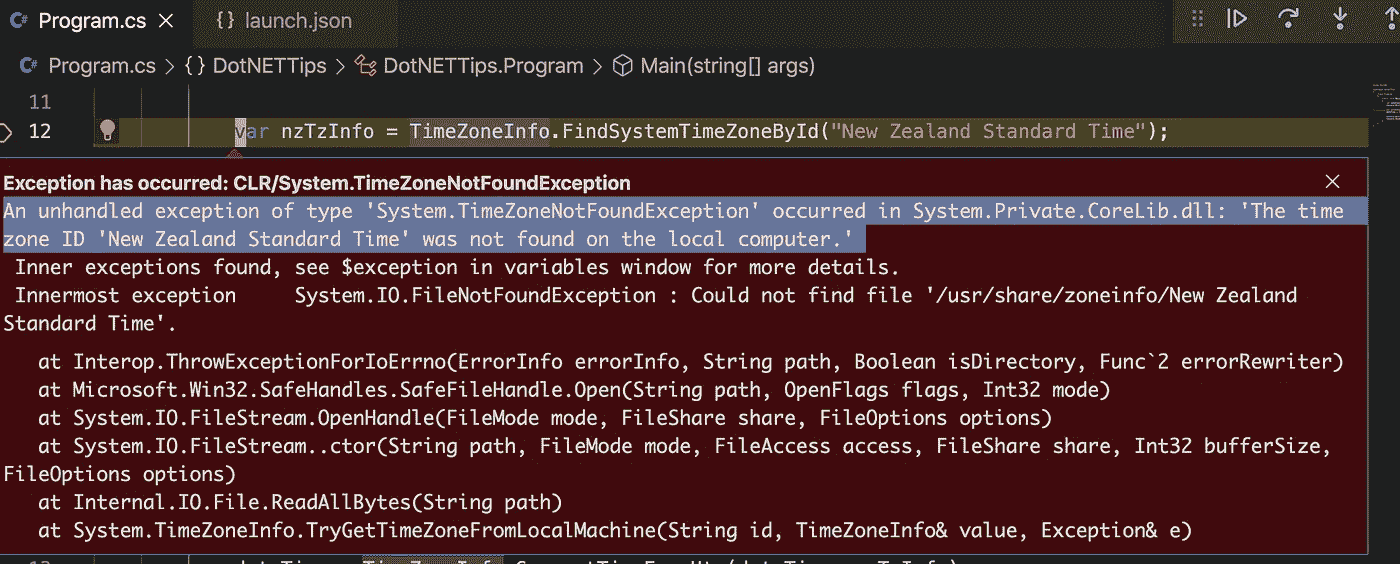 C# Program.cs ×
{} launch.json
C# Program.cs > {} DotNETTips > DotNETTips.Program > Main(string[] args)
11
12 var nzTzInfo = TimeZoneInfo.FindSystemTimeZoneById("New Zealand Standard Time");
Exception has occurred: CLR/System.TimeZoneNotFoundException ×
An unhandled exception of type 'System.TimeZoneNotFoundException' occurred in System.Private.CoreLib.dll: 'The time
zone ID 'New Zealand Standard Time' was not found on the local computer.'
Inner exceptions found, see $exception in variables window for more details.
Innermost exception System.IO.FileNotFoundException : Could not find file '/usr/share/zoneinfo/New Zealand
Standard Time'.
at Interop.ThrowExceptionForIoErrno(ErrorInfo errorInfo, String path, Boolean isDirectory, Func`2 errorRewriter)
at Microsoft.Win32.SafeHandles.SafeFileHandle.Open(String path, OpenFlags flags, Int32 mode)
at System.IO.FileStream.OpenHandle(FileMode mode, FileShare share, FileOptions options)
at System.IO.FileStream..ctor(String path, FileMode mode, FileAccess access, FileShare share, Int32 bufferSize,
FileOptions options)
at Internal.IO.File.ReadAllBytes(String path)
at System.TimeZoneInfo.TryGetTimeZoneFromLocalMachine(String id, TimeZoneInfo& value, Exception& e)